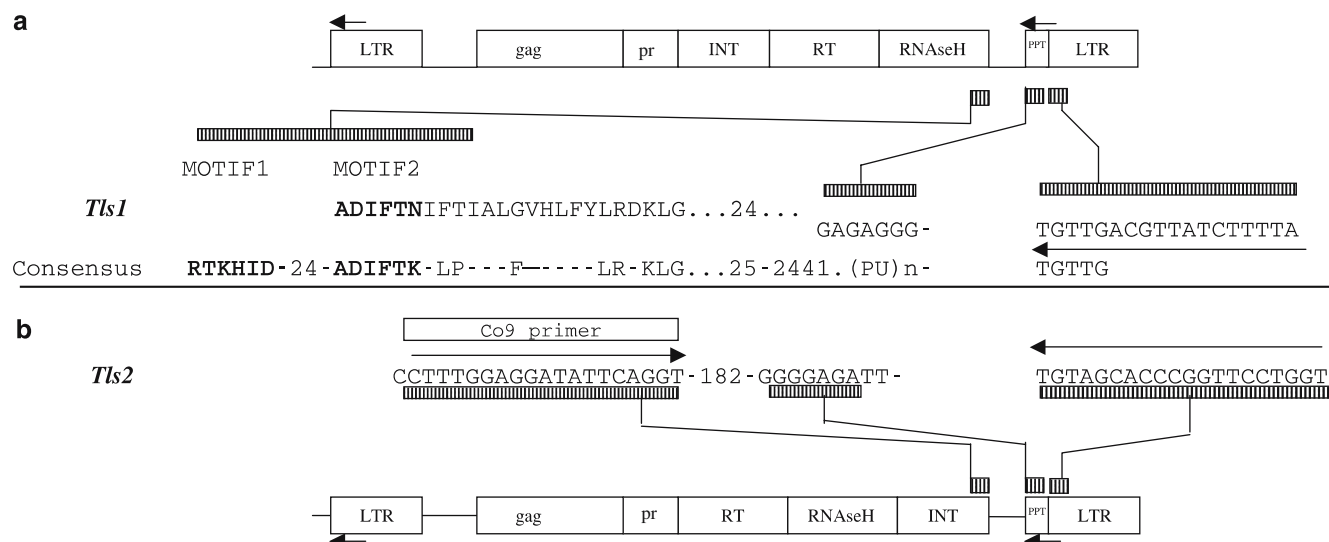 a
LTR gag pr INT RT RNAseH PPT LTR
MOTIF1 MOTIF2
Tls1 ADIFTNIFTIALGVHLFYLRDKLG...24...
GAGAGGG- TGTTGACGTTATCTTTTA
Consensus RTKHID-24-ADIFTK-LP---F-----LR-KLG...25-2441.(PU)n- TGTTG
b
Co9 primer
Tls2 CCTTTGGAGGATATTCAGGT-182-GGGGAGATT- TGTAGCACCCGGTTCCTGGT
LTR gag pr RT RNAseH INT PPT LTR